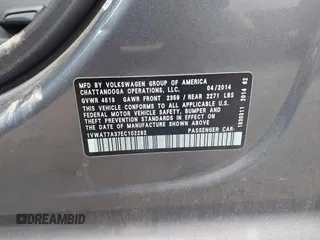 MFD. BY VOLKSWAGEN GROUP OF AMERICA
CHATTANOOGA OPERATIONS, LLC. 04/2014
GVWR 4519 GAWR FRONT 2359 / REAR 2271 LBS
THIS VEHICLE CONFORMS TO ALL APPLICABLE
FEDERAL MOTOR VEHICLE SAFETY, BUMPER AND
THEFT PREVENTION STANDARDS IN EFFECT ON
THE DATE OF MANUFACTURE SHOWN ABOVE.
1VWAT7A37EC102282 PASSENGER CAR
2014 02
DREAMBID